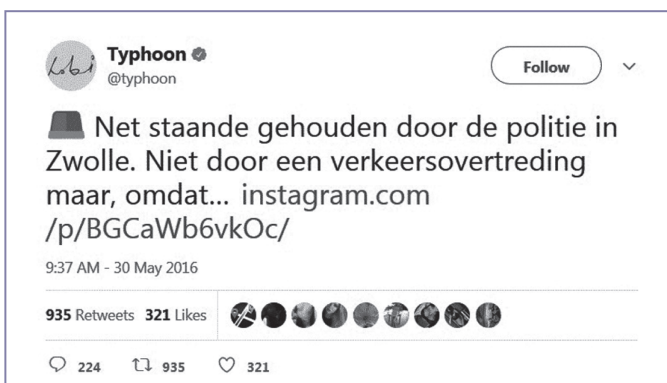 Lobi
Typhoon
@typhoon
Follow
Net staande gehouden door de politie in
Zwolle. Niet door een verkeersovertreding
maar, omdat... instagram.com
/p/BGCaWb6vkOc/
9:37 AM - 30 May 2016
935 Retweets 321 Likes
224 935 321